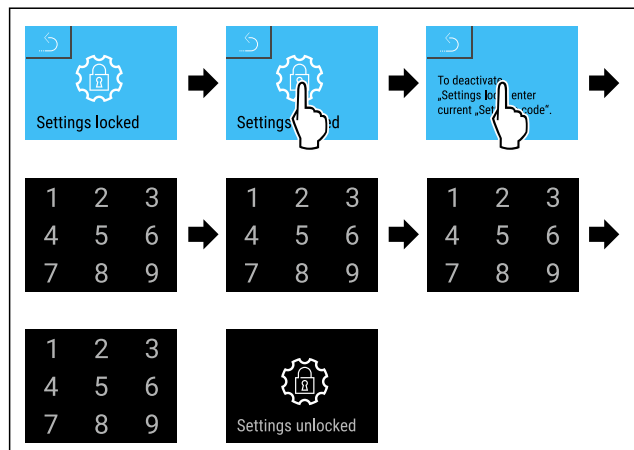 Settings locked
Settings ed
To deactivate
„Settings loc enter
current „Set code“.
1 2 3
4 5 6
7 8 9
1 2 3
4 5 6
7 8 9
1 2 3
4 5 6
7 8 9
1 2 3
4 5 6
7 8 9
Settings unlocked